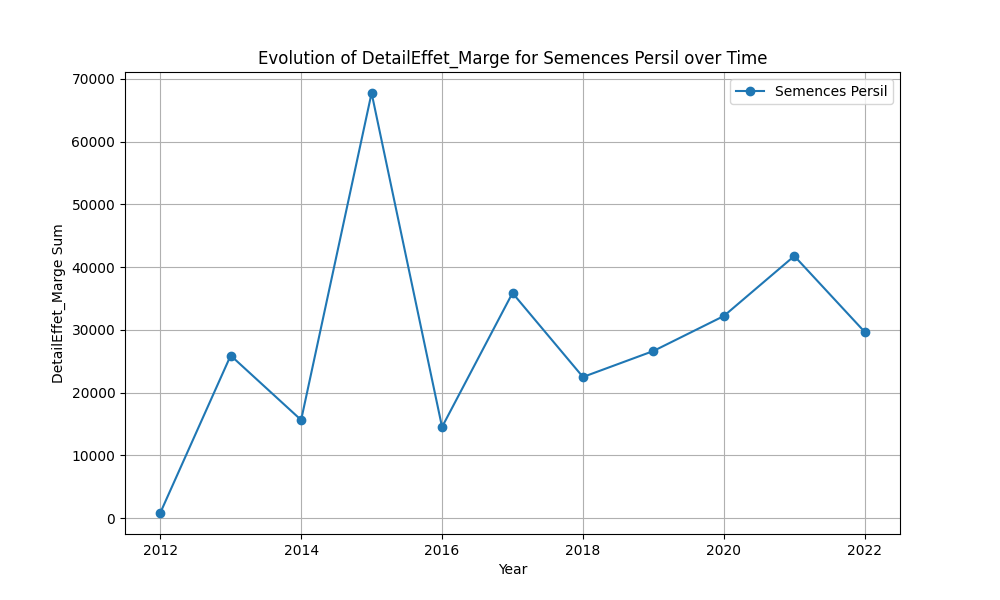 Evolution of DetailEffet_Marge for Semences Persil over Time
Semences Persil
DetailEffet_Marge Sum
70000
60000
50000
40000
30000
20000
10000
0
2012 2014 2016 2018 2020 2022
Year